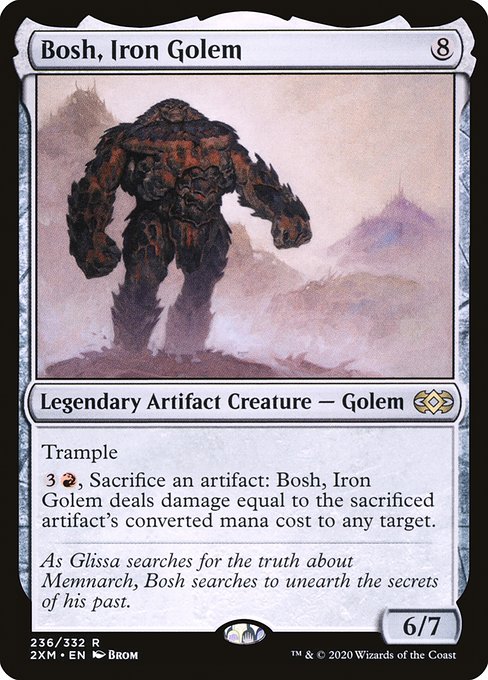 Bosh, Iron Golem 8
Legendary Artifact Creature — Golem
Trample
3 , Sacrifice an artifact: Bosh, Iron
Golem deals damage equal to the sacrificed
artifact's converted mana cost to any target.
As Glissa searches for the truth about
Memnarch, Bosh searches to unearth the secrets
of his past.
6/7
236/332 R
2XM • EN Brom
™ & © 2020 Wizards of the Coast